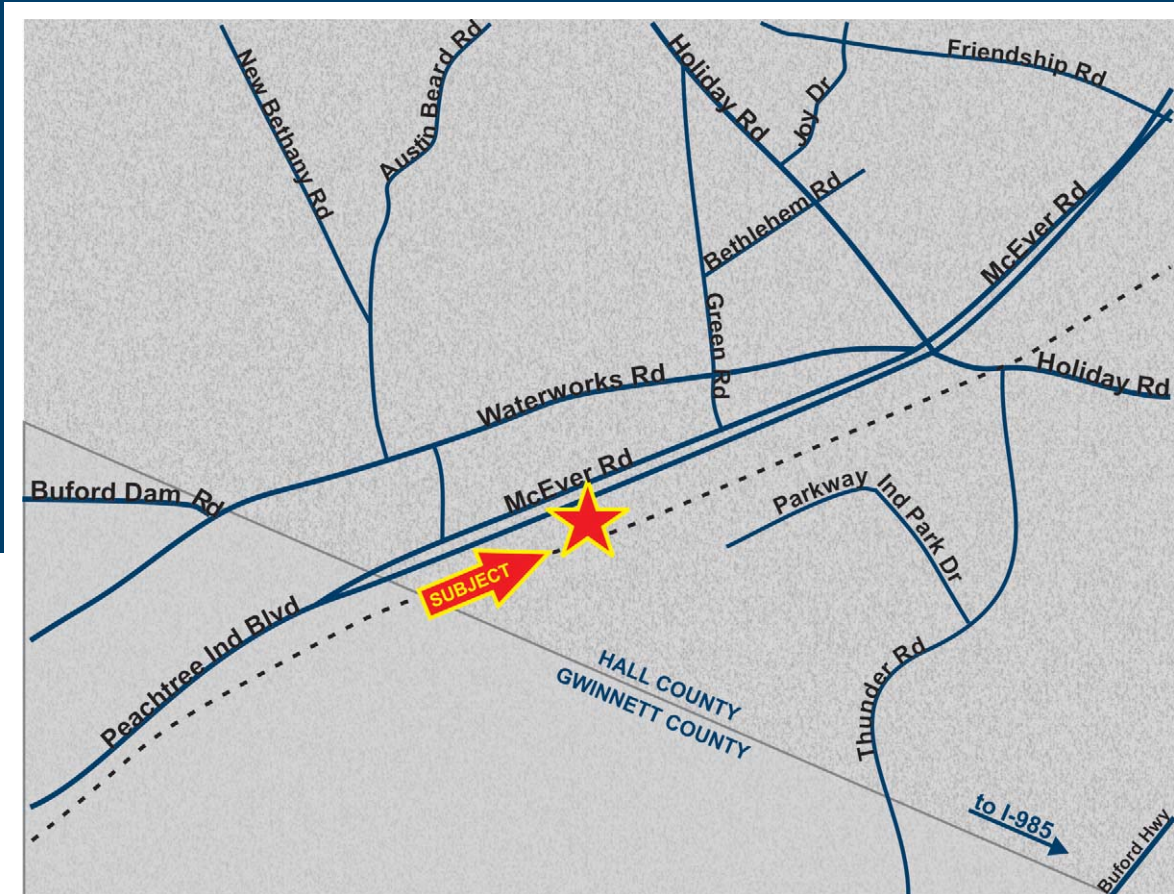 New Bethany Rd
Austin Beard Rd
Holiday Rd
Joy Dr
Friendship Rd
Bethlehem Rd
McEver Rd
Green Rd
Holiday Rd
Waterworks Rd
McEver Rd
Buford Dam Rd
Parkway
Ind Park Dr
SUBJECT
Peachtree Ind Blvd
HALL COUNTY
GWINNETT COUNTY
Thunder Rd
to I-985
Buford Hwy